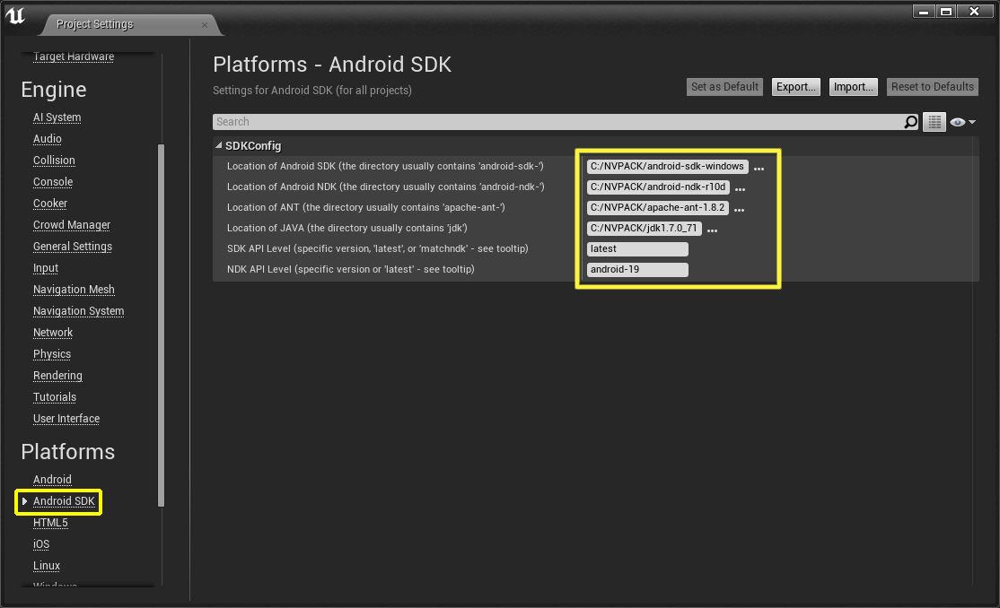 Project Settings
Target Hardware
Engine
AI System
Audio
Collision
Console
Cooker
Crowd Manager
General Settings
Input
Navigation Mesh
Navigation System
Network
Physics
Rendering
Tutorials
User Interface
Platforms
Android
Android SDK
HTML5
iOS
Linux
Windows
Platforms - Android SDK
Settings for Android SDK (for all projects)
Set as Default Export... Import... Reset to Defaults
Search
SDKConfig
Location of Android SDK (the directory usually contains 'android-sdk-') C:/NVPACK/android-sdk-windows ...
Location of Android NDK (the directory usually contains 'android-ndk-') C:/NVPACK/android-ndk-r10d ...
Location of ANT (the directory usually contains 'apache-ant-') C:/NVPACK/apache-ant-1.8.2 ...
Location of JAVA (the directory usually contains 'jdk') C:/NVPACK/jdk1.7.0_71 ...
SDK API Level (specific version, 'latest', or 'matchndk' - see tooltip) latest
NDK API Level (specific version or 'latest' - see tooltip) android-19